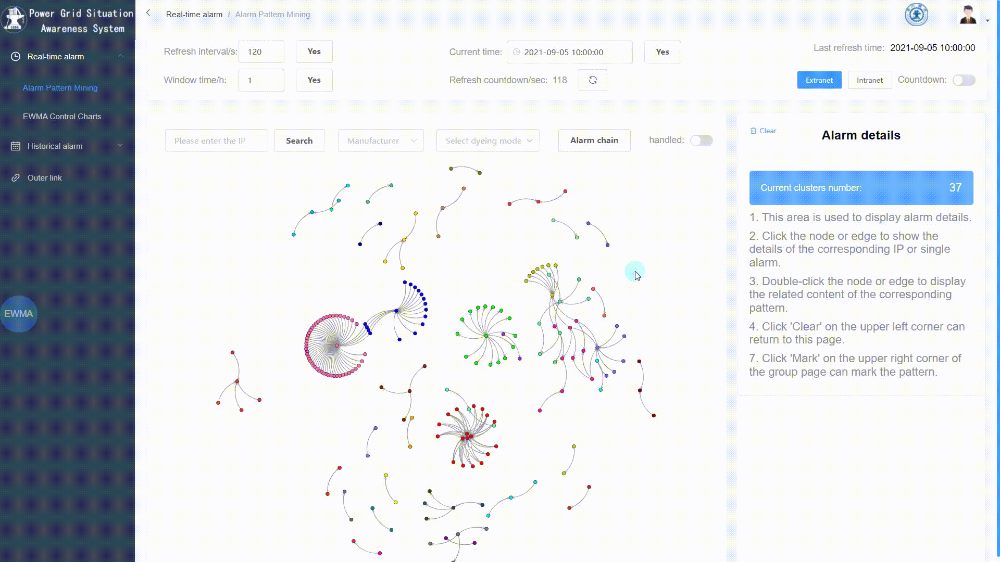 Power Grid Situation
Awareness System
Real-time alarm / Alarm Pattern Mining
Refresh interval/s: 120 Yes
Current time: 2021-09-05 10:00:00 Yes
Last refresh time: 2021-09-05 10:00:00
Window time/h: 1 Yes
Refresh countdown/sec: 118
Extranet Intranet Countdown:
Real-time alarm
Alarm Pattern Mining
EWMA Control Charts
Historical alarm
Outer link
EWMA
Please enter the IP Search Manufacturer Select dyeing mode Alarm chain handled:
Clear Alarm details
Current clusters number: 37
1. This area is used to display alarm details.
2. Click the node or edge to show the
details of the corresponding IP or single
alarm.
3. Double-click the node or edge to display
the related content of the corresponding
pattern.
4. Click 'Clear' on the upper left corner can
return to this page.
7. Click 'Mark' on the upper right corner of
the group page can mark the pattern.